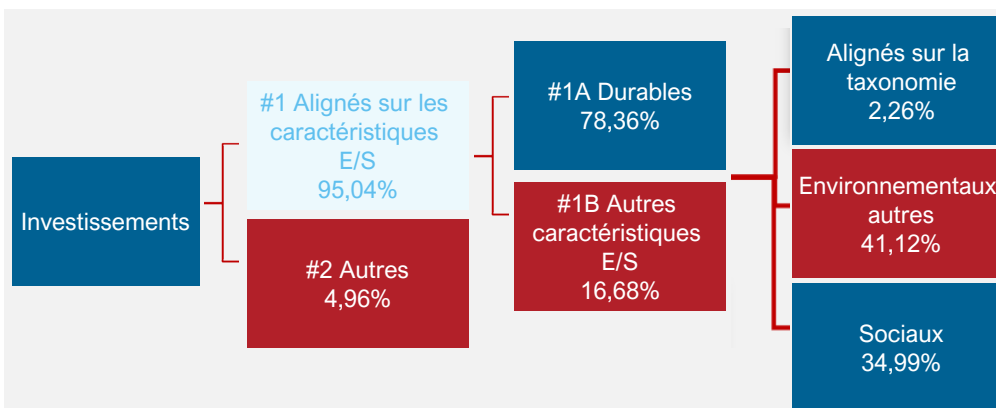 Investissements
#1 Alignés sur les
caractéristiques
E/S
95,04%
#2 Autres
4,96%
#1A Durables
78,36%
#1B Autres
caractéristiques
E/S
16,68%
Alignés sur la
taxonomie
2,26%
Environnementaux
autres
41,12%
Sociaux
34,99%